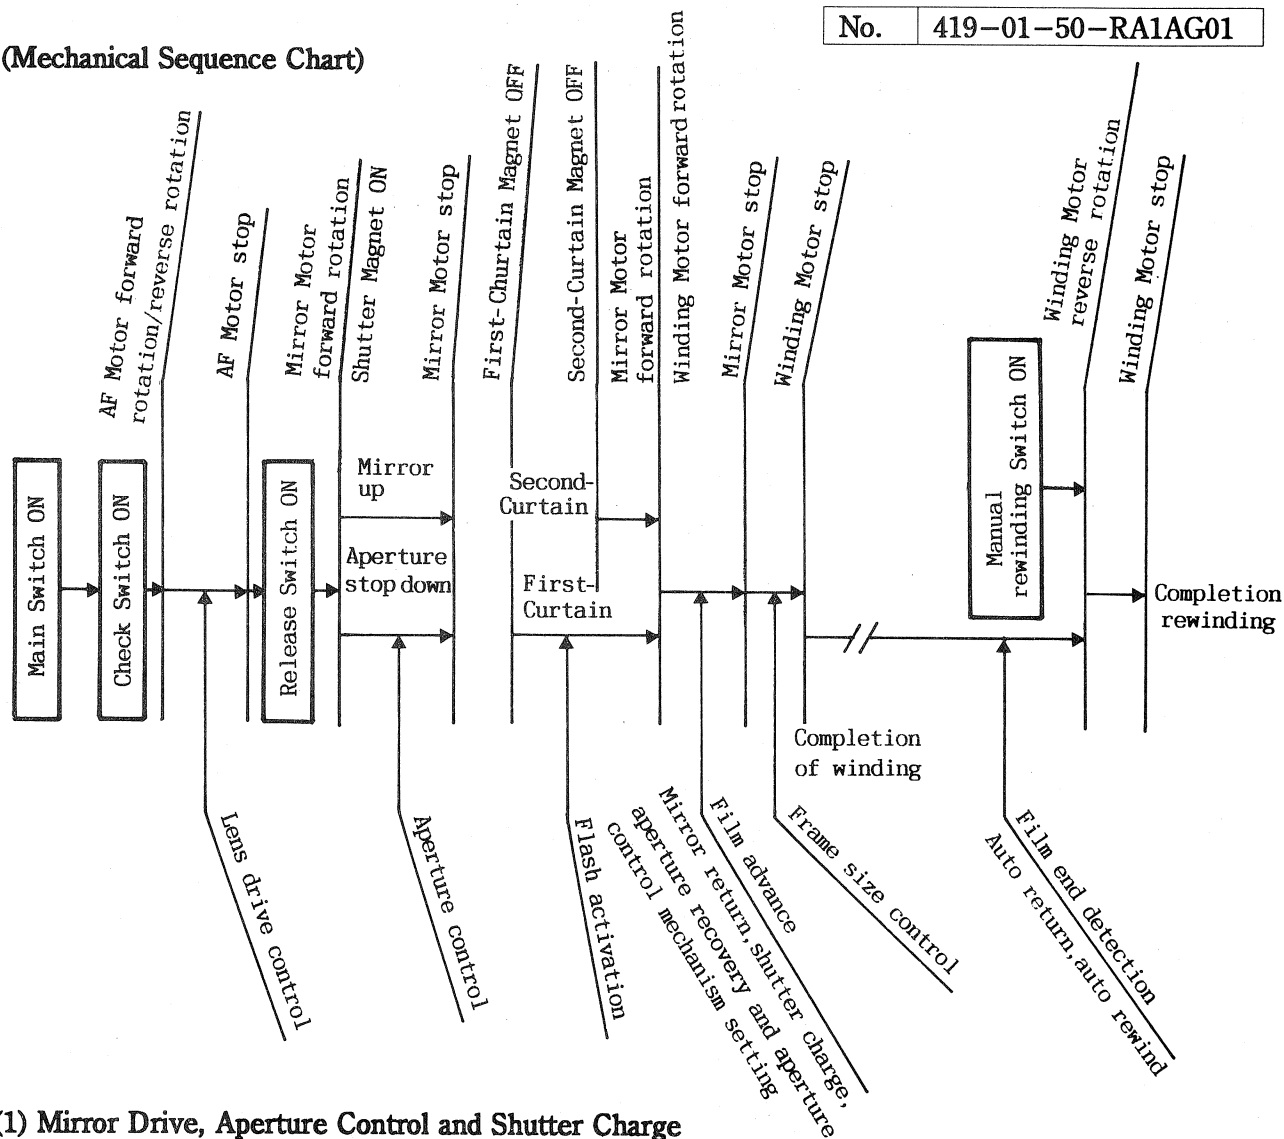 No. 419-01-50-RA1AG01
(Mechanical Sequence Chart)
AF Motor forward
rotation/reverse rotation
AF Motor stop
Mirror Motor
forward rotation
Shutter Magnet ON
Mirror Motor stop
First-Churtain Magnet OFF
Second-Curtain Magnet OFF
Mirror Motor
forward rotation
Winding Motor forward rotation
Mirror Motor stop
Winding Motor stop
Winding Motor
reverse rotation
Winding Motor stop
Main Switch ON
Check Switch ON
Release Switch ON
Mirror
up
Aperture
stop down
Second-
Curtain
First-
Curtain
Manual
rewinding Switch ON
Completion
rewinding
Completion
of winding
Lens drive control
Aperture control
Flash activation
Film advance
Mirror return, shutter charge,
aperture recovery and aperture
control mechanism setting
Frame size control
Film end detection
Auto return, auto rewind
(1) Mirror Drive, Aperture Control and Shutter Charge